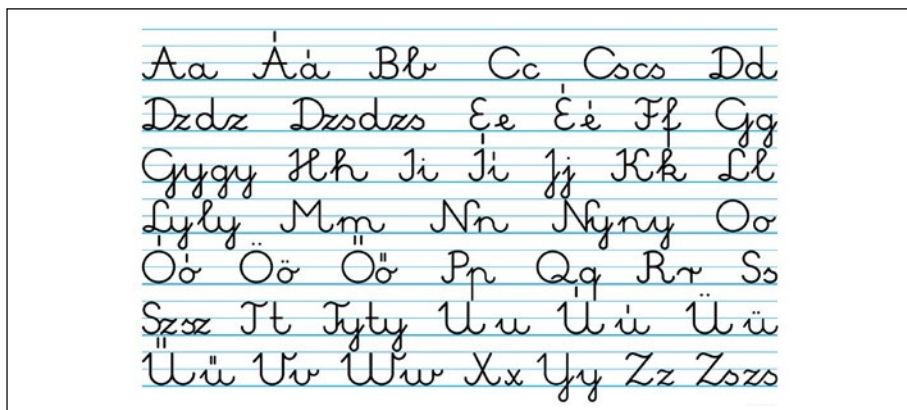 Aa Áá Bb Cc Cscs Dd
Dzdz Dzsdzs Ee Éé Ff Gg
Gygy Hh Ii Íí Jj Kk Ll
Lyly Mm Nn Nyny Oo
Óó Öö Őő Pp Qq Rr Ss
Szsz Tt Tyty Uu Úú Üü
Űű Vv Ww Xx Yy Zz Zszs